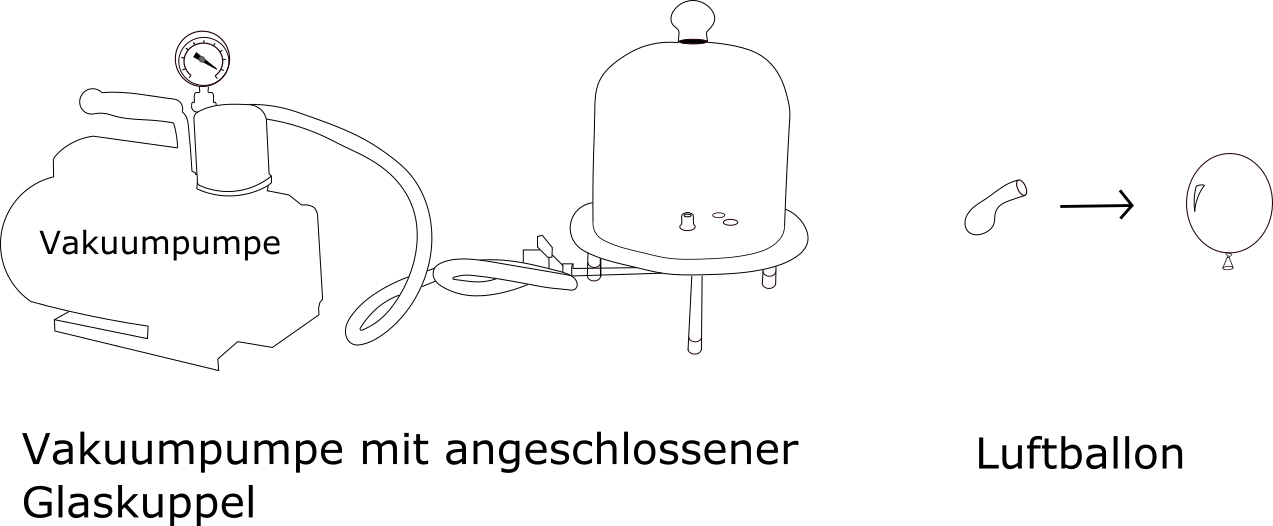 Vakuumpumpe
Vakuumpumpe mit angeschlossener
Glaskuppel
Luftballon